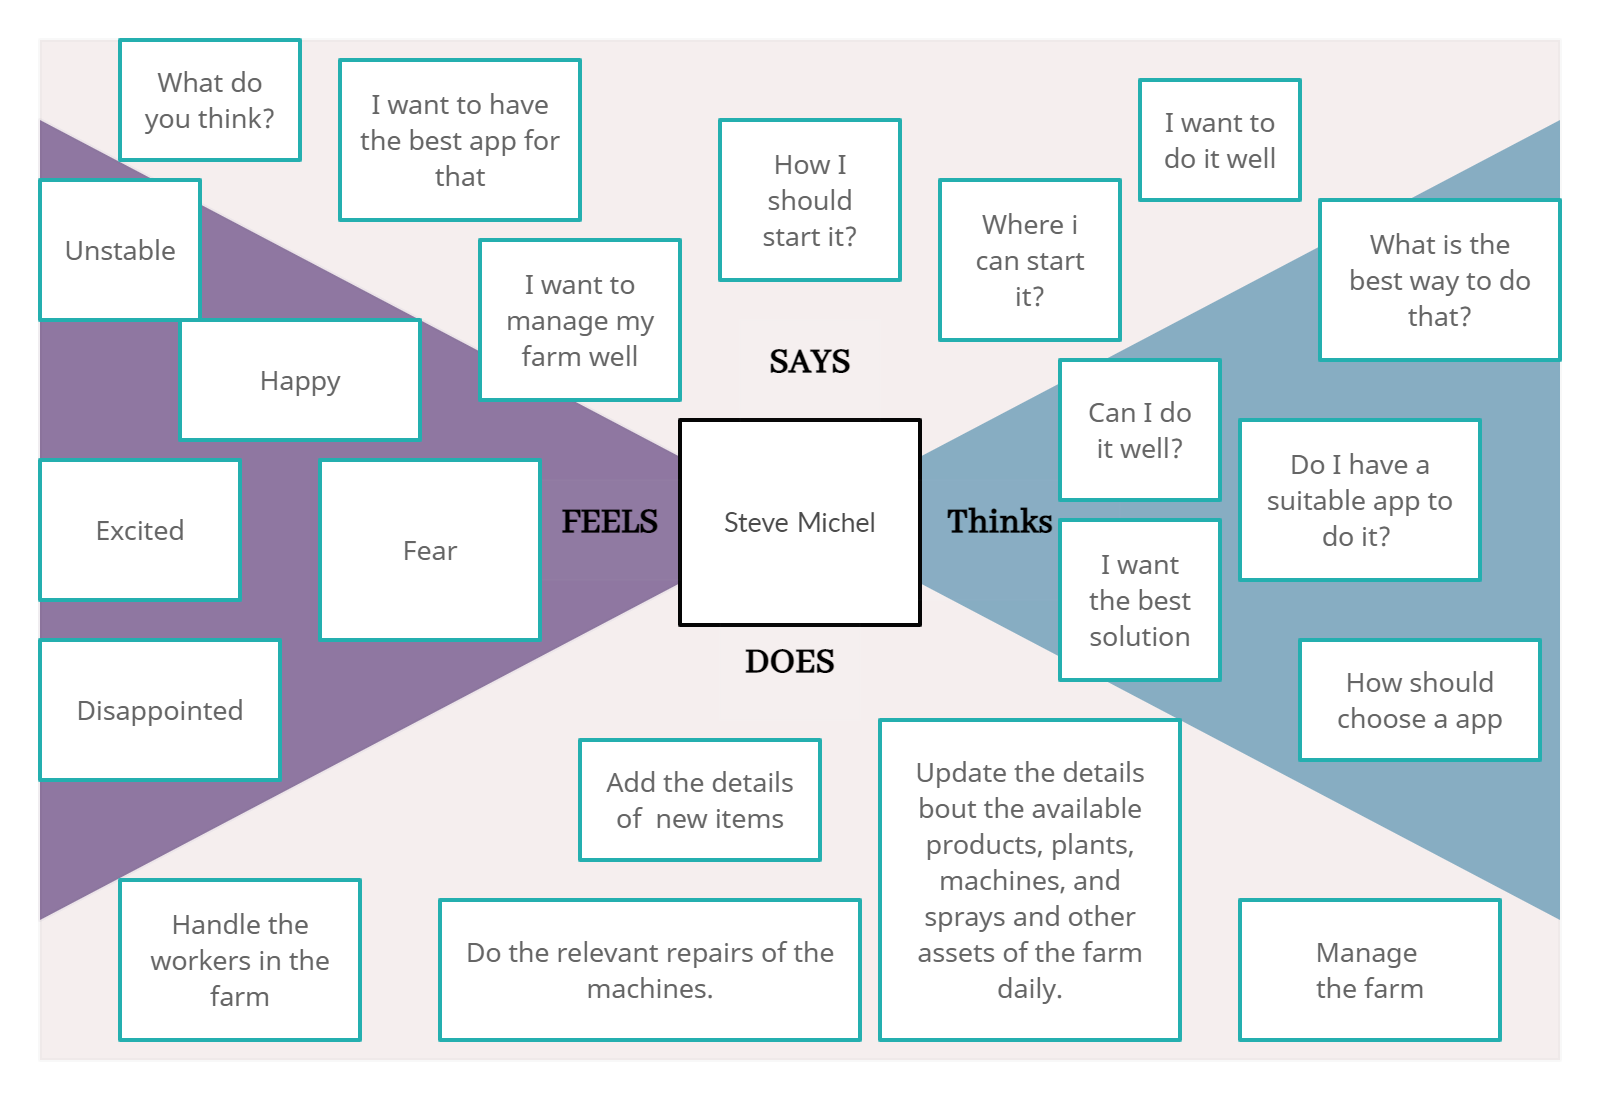 What do
you think?
I want to have
the best app for
that
I want to
manage my
farm well
How I
should
start it?
Where i
can start
it?
I want to
do it well
SAYS
Unstable
Happy
Excited
Fear
Disappointed
FEELS
Steve Michel
Thinks
What is the
best way to do
that?
Can I do
it well?
Do I have a
suitable app to
do it?
I want
the best
solution
How should
choose a app
DOES
Add the details
of  new items
Update the details
bout the available
products, plants,
machines, and
sprays and other
assets of the farm
daily.
Handle the
workers in the
farm
Do the relevant repairs of the
machines.
Manage
the farm